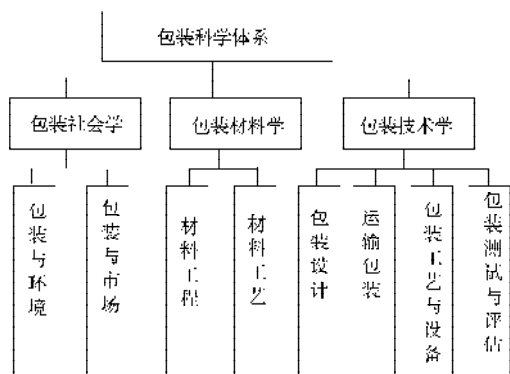 包装科学体系
包装社会学
包装材料学
包装技术学
包装与环境
包装与市场
材料工程
材料工艺
包装设计
运输包装
包装工艺与设备
包装测试与评估